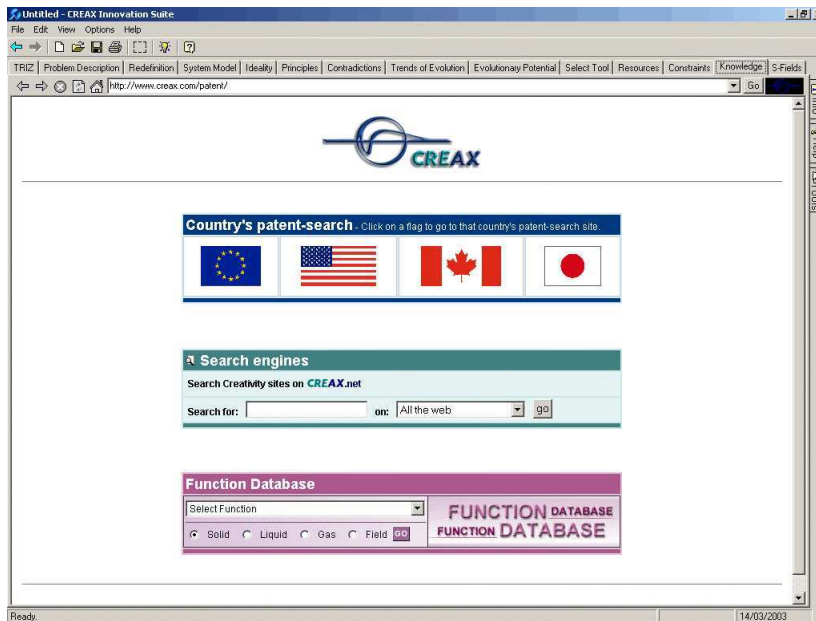 Untitled - CREAX Innovation Suite
File Edit View Options Help
TRIZ Problem Description Redefinition System Model Ideality Principles Contradictions Trends of Evolution Evolutionary Potential Select Tool Resources Constraints Knowledge S-Fields
http://www.creax.com/patent/ Go
CREAX
Country's patent-search - Click on a flag to go to that country's patent-search site.
Search engines
Search Creativity sites on CREAX.net
Search for: on: All the web go
Function Database
Select Function
FUNCTION DATABASE
FUNCTION DATABASE
Solid Liquid Gas Field GO
Ready. 14/03/2003